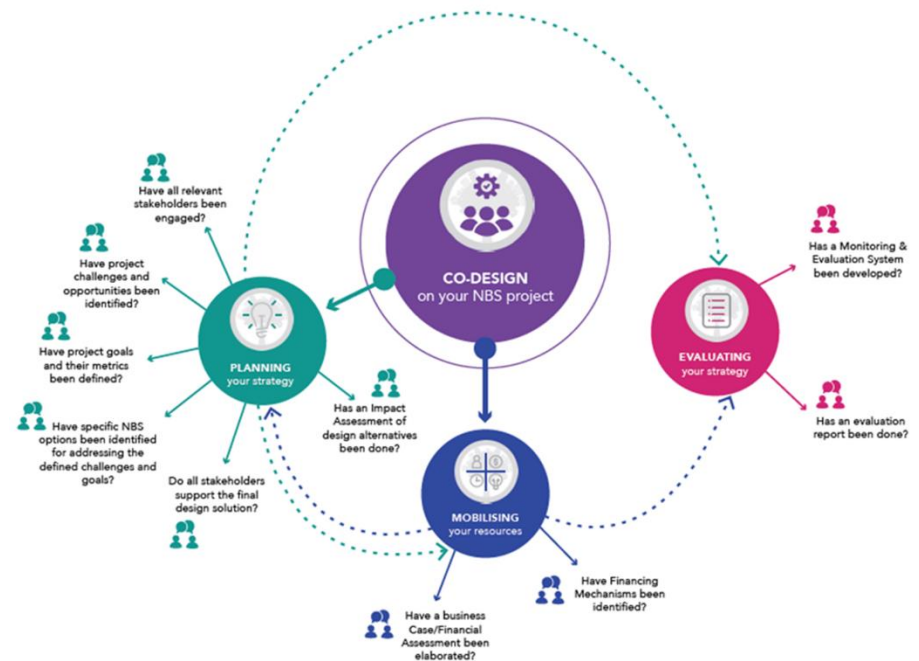 CO-DESIGN
on your NBS project
Have all relevant
stakeholders been
engaged?
Have project
challenges and
opportunities been
identified?
Have project goals
and their metrics
been defined?
Have specific NBS
options been identified
for addressing the
defined challenges and
goals?
Do all stakeholders
support the final
design solution?
PLANNING
your strategy
Has an Impact
Assessment of
design alternatives
been done?
MOBILISING
your resources
Have a business
Case/Financial
Assessment been
elaborated?
Have Financing
Mechanisms been
identified?
EVALUATING
your strategy
Has a Monitoring &
Evaluation System
been developed?
Has an evaluation
report been done?